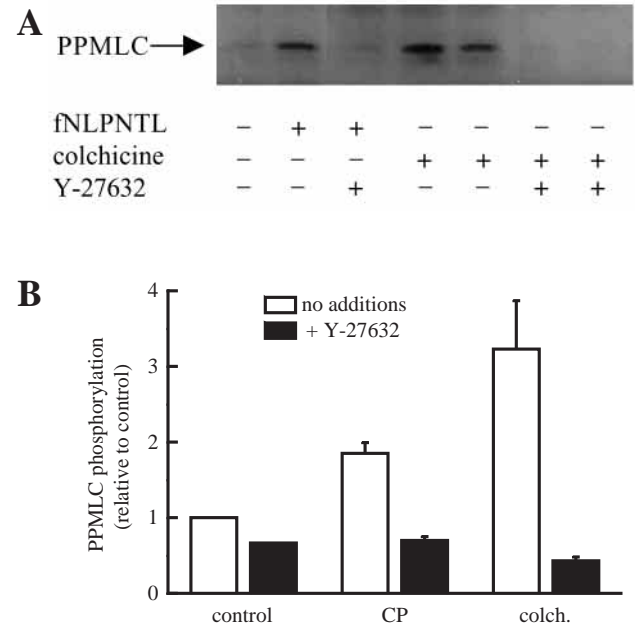 A
PPMLC
fNLPNTL − + + − − − −
colchicine − − − + + + +
Y-27632 − − + − − + +
B
PPMLC phosphorylation
(relative to control)
4
3
2
1
0
no additions
+ Y-27632
control CP colch.